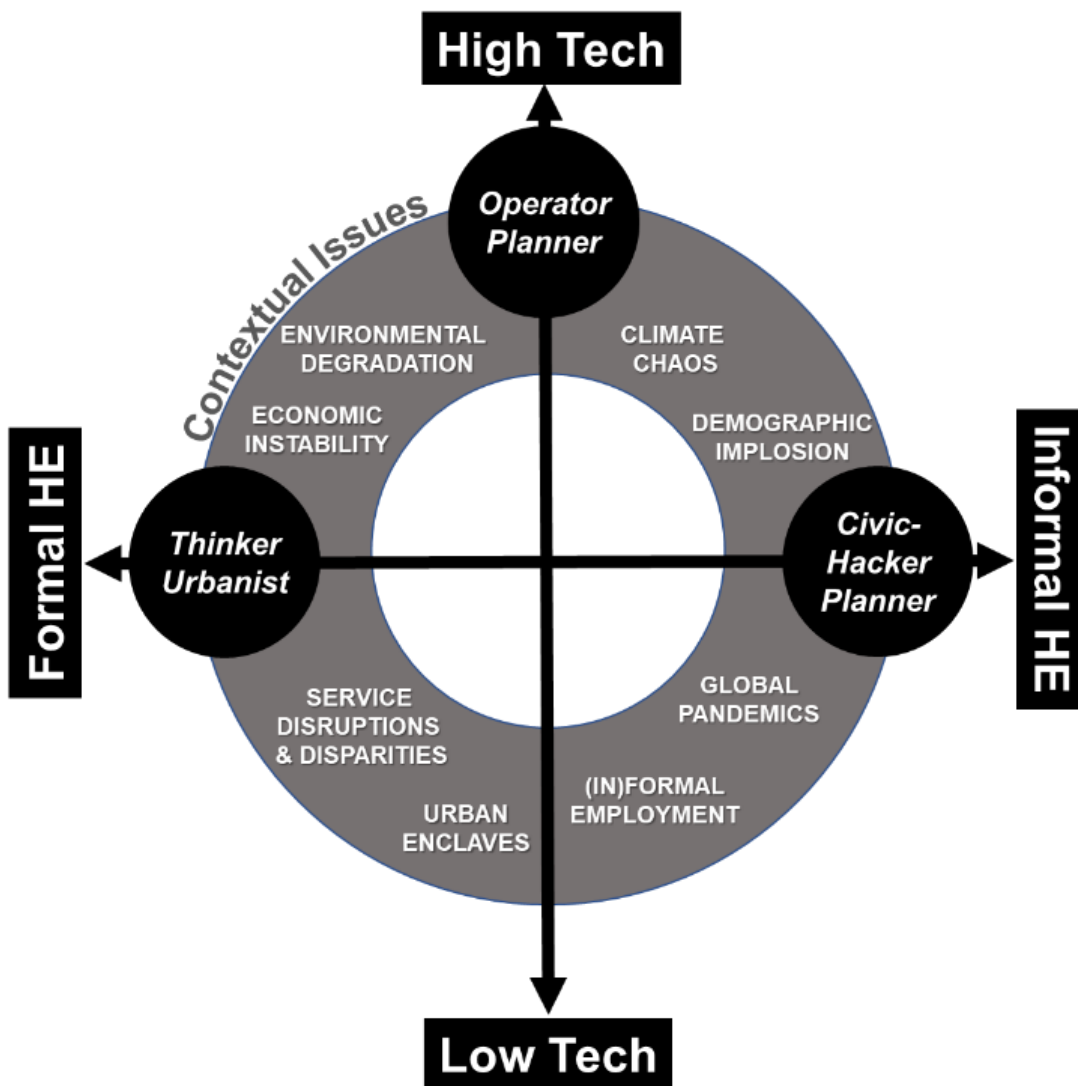 High Tech
Operator
Planner
Contextual Issues
ENVIRONMENTAL
DEGRADATION
CLIMATE
CHAOS
ECONOMIC
INSTABILITY
DEMOGRAPHIC
IMPLOSION
Formal HE
Thinker
Urbanist
Civic-
Hacker
Planner
Informal HE
SERVICE
DISRUPTIONS
& DISPARITIES
GLOBAL
PANDEMICS
URBAN
ENCLAVES
(IN)FORMAL
EMPLOYMENT
Low Tech